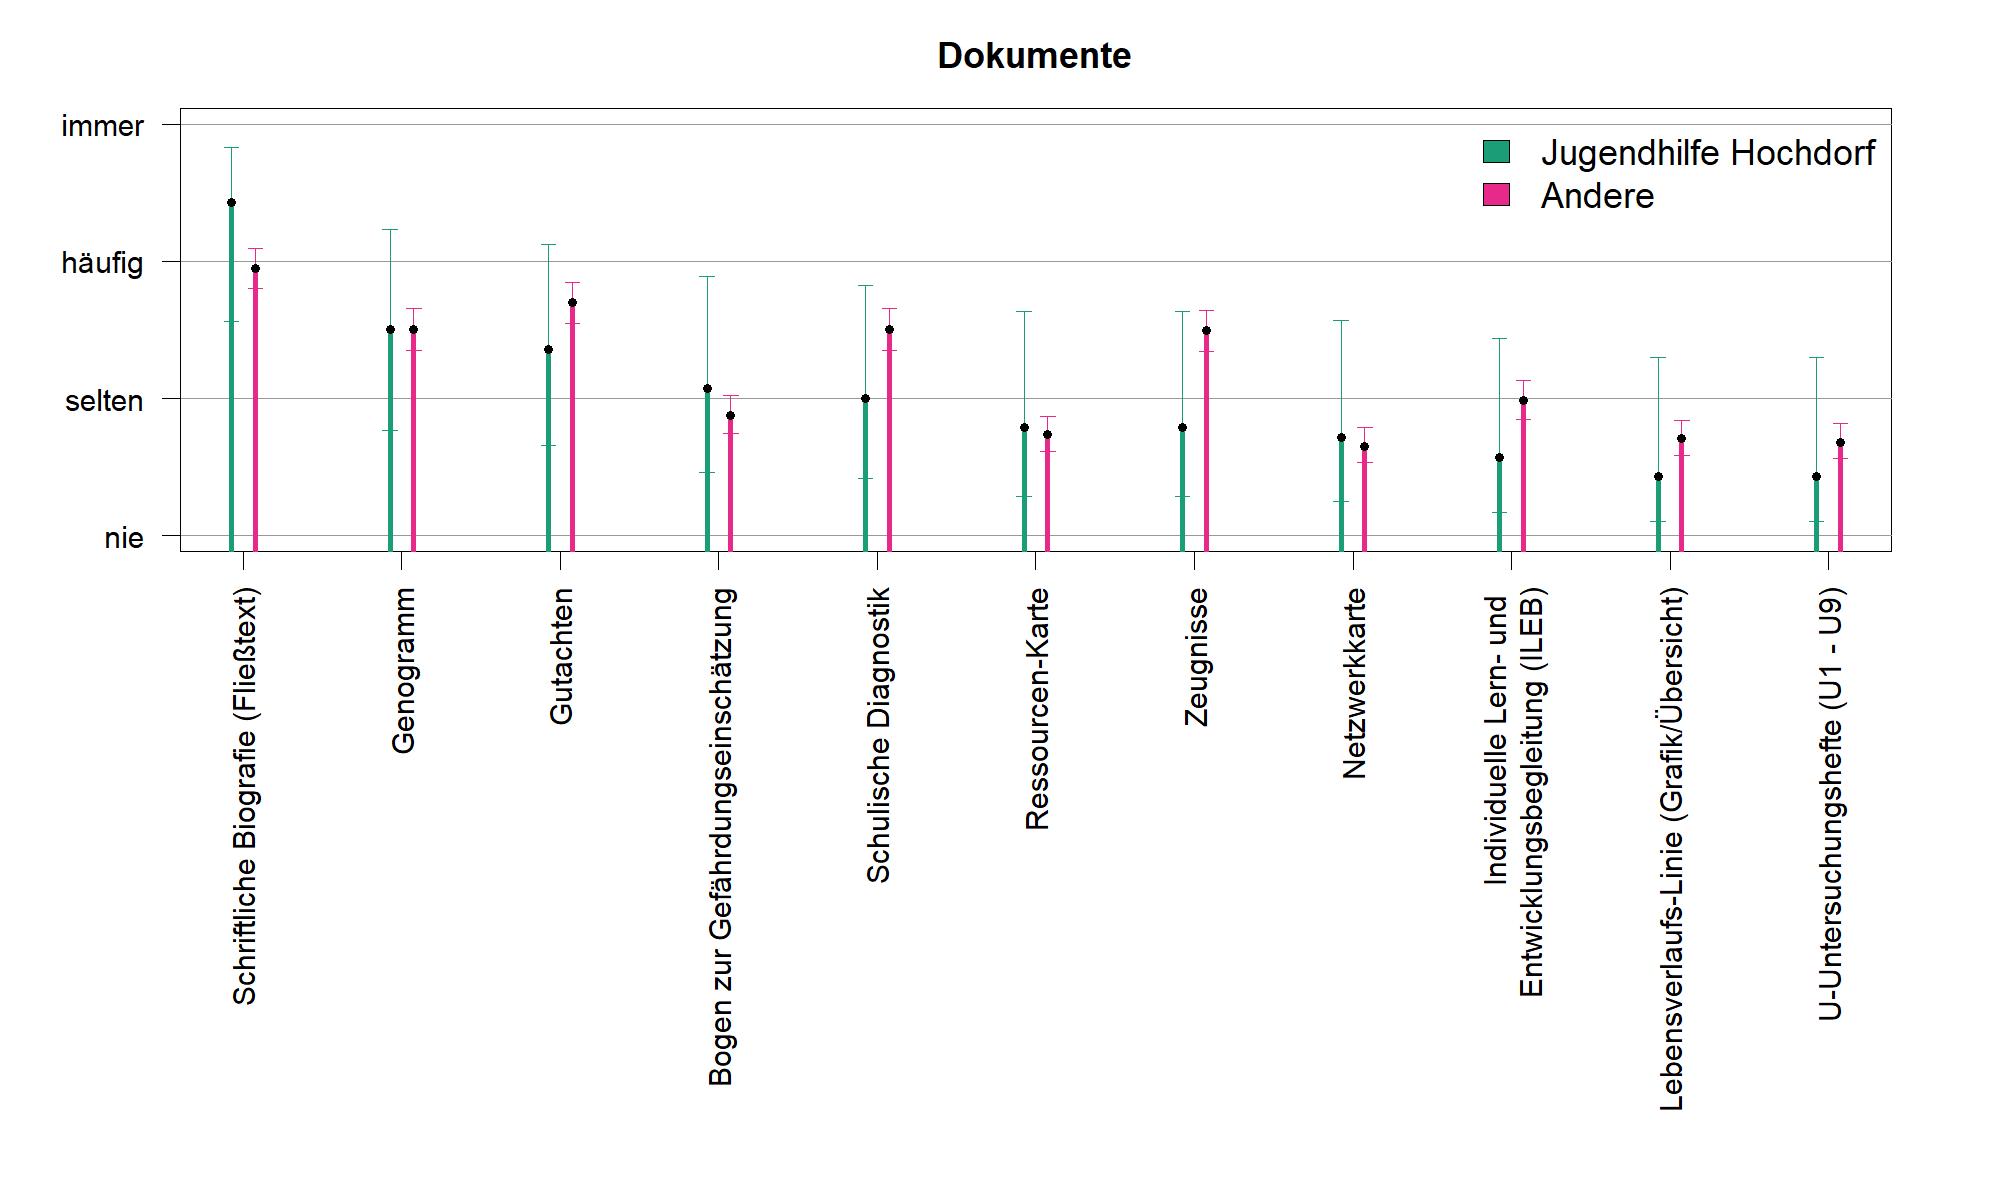 Dokumente
immer
häufig
selten
nie
Jugendhilfe Hochdorf
Andere
Schriftliche Biografie (Fließtext)
Genogramm
Gutachten
Bogen zur Gefährdungseinschätzung
Schulische Diagnostik
Ressourcen-Karte
Zeugnisse
Netzwerkkarte
Individuelle Lern- und
Entwicklungsbegleitung (ILEB)
Lebensverlaufs-Linie (Grafik/Übersicht)
U-Untersuchungshefte (U1 - U9)